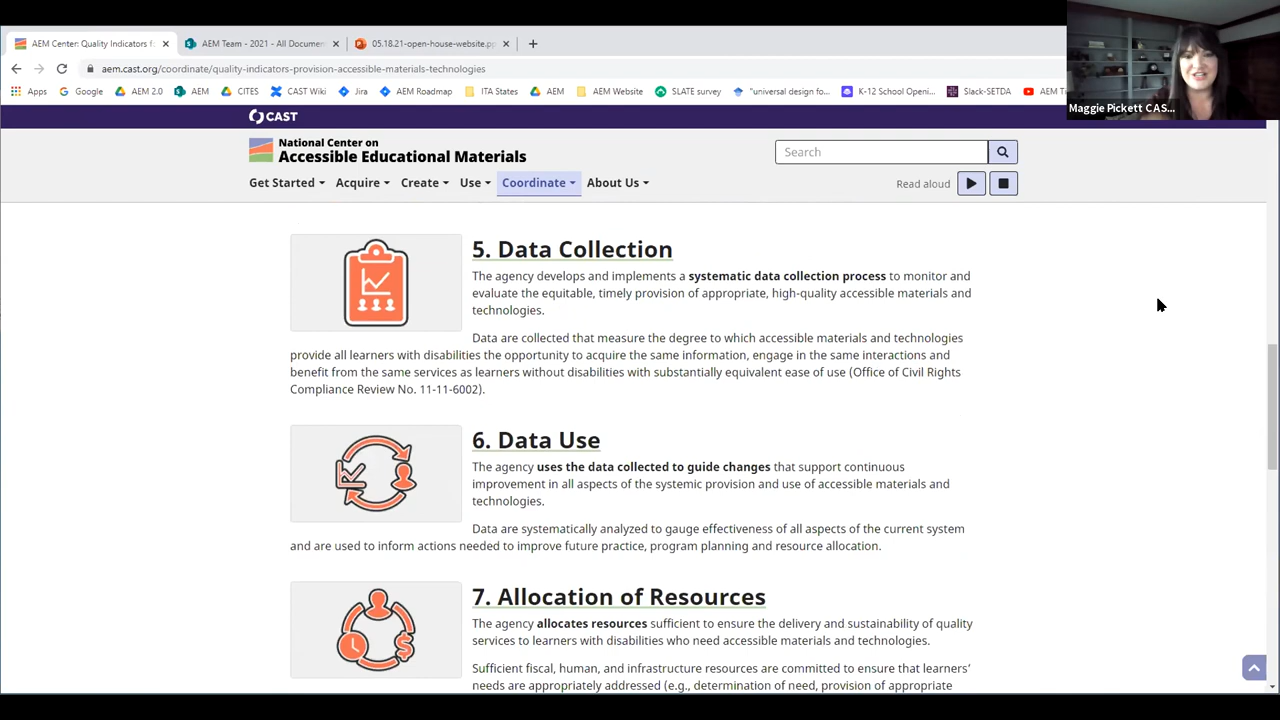 AEM Center: Quality Indicators f
AEM Team - 2021 - All Document
05.18.21-open-house-website.pp
aem.cast.org/coordinate/quality-indicators-provision-accessible-materials-technologies
Apps
Google
AEM 2.0
AEM
CITES
CAST Wiki
Jira
AEM Roadmap
ITA States
AEM
AEM Website
SLATE survey
"universal design fo...
K-12 School Openi...
Slack-SETDA
AEM Ti
Maggie Pickett CAS...
CAST
National Center on
Accessible Educational Materials
Search
Get Started
Acquire
Create
Use
Coordinate
About Us
Read aloud
5. Data Collection
The agency develops and implements a systematic data collection process to monitor and
evaluate the equitable, timely provision of appropriate, high-quality accessible materials and
technologies.
Data are collected that measure the degree to which accessible materials and technologies
provide all learners with disabilities the opportunity to acquire the same information, engage in the same interactions and
benefit from the same services as learners without disabilities with substantially equivalent ease of use (Office of Civil Rights
Compliance Review No. 11-11-6002).
6. Data Use
The agency uses the data collected to guide changes that support continuous
improvement in all aspects of the systemic provision and use of accessible materials and
technologies.
Data are systematically analyzed to gauge effectiveness of all aspects of the current system
and are used to inform actions needed to improve future practice, program planning and resource allocation.
7. Allocation of Resources
The agency allocates resources sufficient to ensure the delivery and sustainability of quality
services to learners with disabilities who need accessible materials and technologies.
Sufficient fiscal, human, and infrastructure resources are committed to ensure that learners'
needs are appropriately addressed (e.g., determination of need, provision of appropriate